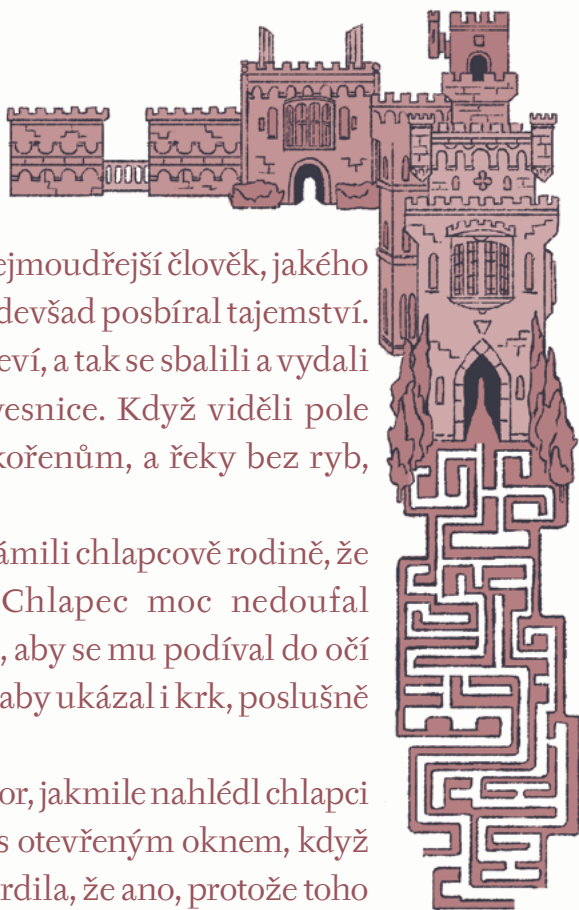 ejmoudřejší člověk, jakého
devšad posbíral tajemství.
eví, a tak se sbalili a vydali
vesnice. Když viděli pole
kořenům, a řeky bez ryb,
ámili chlapcově rodině, že
Chlapec moc nedoufal
, aby se mu podíval do očí
aby ukázal i krk, poslušně
or, jakmile nahlédl chlapci
s otevřeným oknem, když
rdila, že ano, protože toho